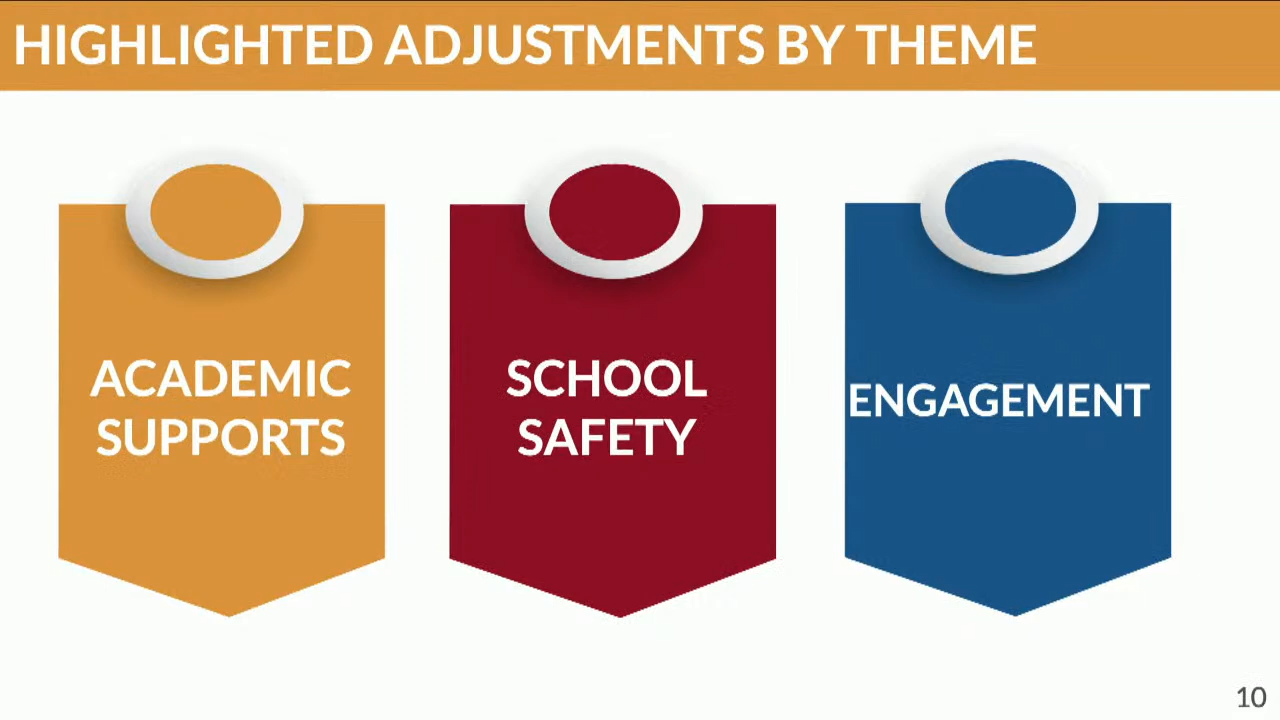 HIGHLIGHTED ADJUSTMENTS BY THEME
ACADEMIC
SUPPORTS
SCHOOL
SAFETY
ENGAGEMENT
10